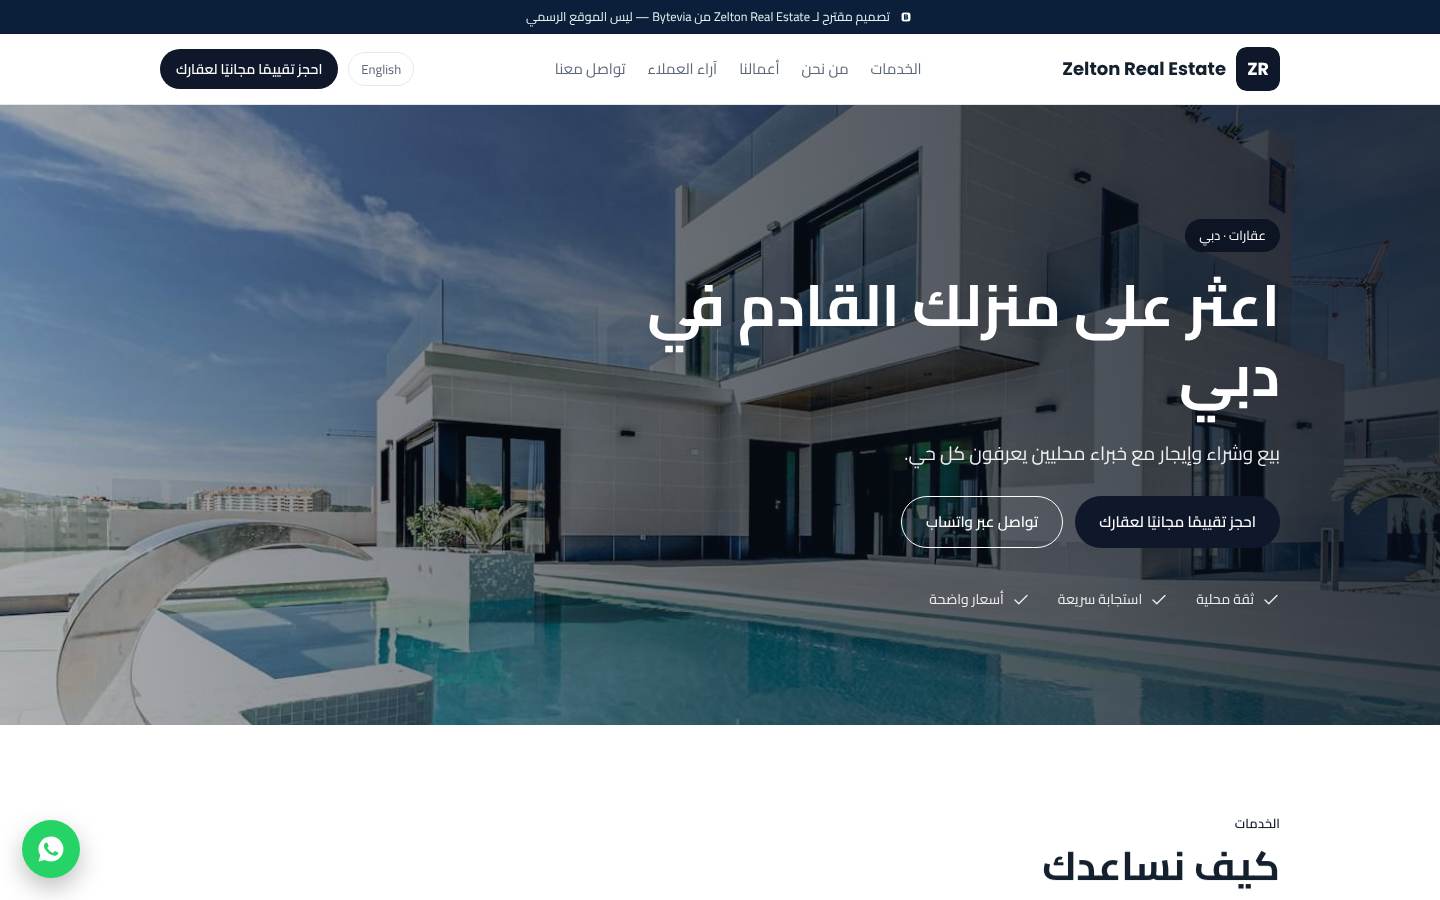 تصميم مقترح لـ Zelton Real Estate من Bytevia — ليس الموقع الرسمي
ZR
Zelton Real Estate
الخدمات
من نحن
أعمالنا
آراء العملاء
تواصل معنا
English
احجز تقييمًا مجانيًا لعقارك
عقارات · دبي
اعثر على منزلك القادم في
دبي
بيع وشراء وإيجار مع خبراء محليين يعرفون كل حي.
احجز تقييمًا مجانيًا لعقارك
تواصل عبر واتساب
ثقة محلية
استجابة سريعة
أسعار واضحة
الخدمات
كيف نساعدك